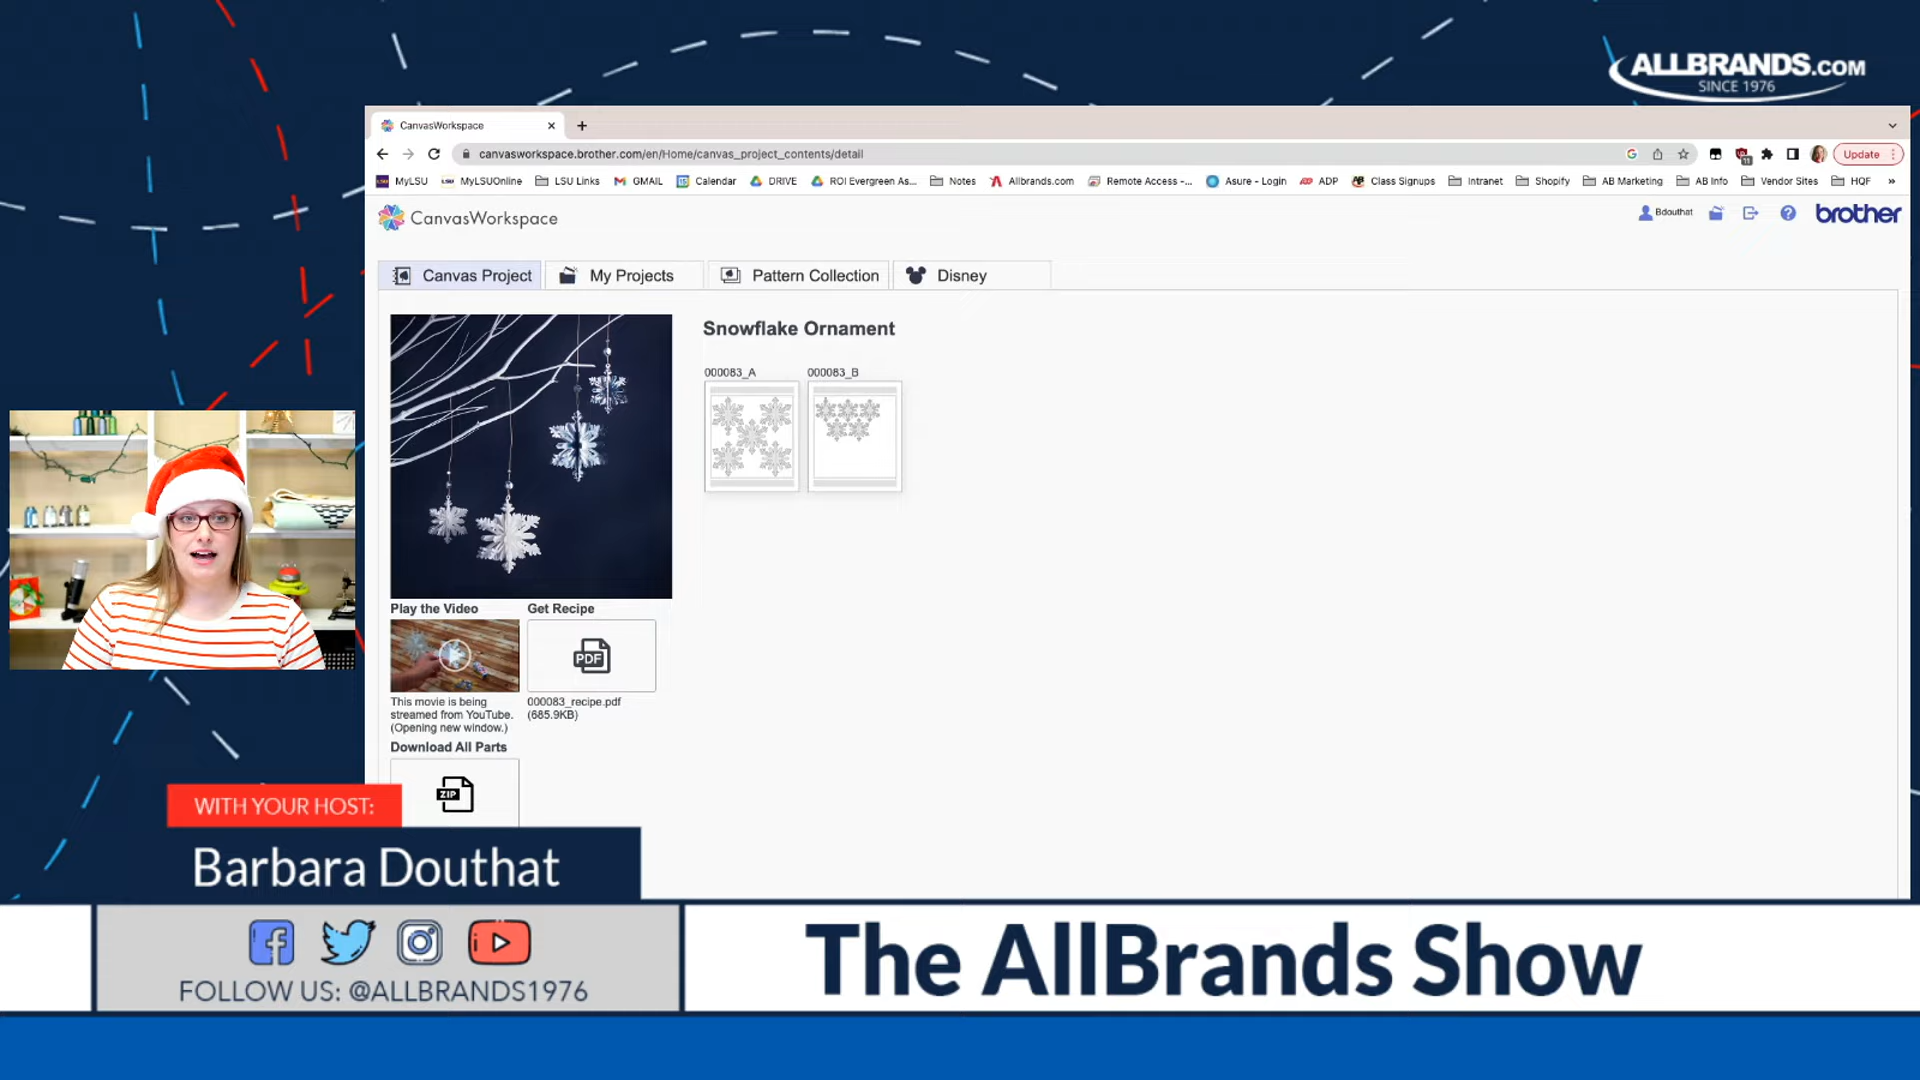 ALLBRANDS.COM
SINCE 1976
CanvasWorkspace
canvasworkspace.brother.com/en/Home/canvas_project_contents/detail
Update
MyLSU
MyLSUOnline
LSU Links
GMAIL
Calendar
DRIVE
ROI Evergreen As...
Notes
Allbrands.com
Remote Access -...
Asure - Login
ADP
Class Signups
Intranet
Shopify
AB Marketing
AB Info
Vendor Sites
HQF
»
CanvasWorkspace
Bdouthat
brother
Canvas Project
My Projects
Pattern Collection
Disney
Snowflake Ornament
000083_A
000083_B
Play the Video
Get Recipe
PDF
This movie is being
streamed from YouTube.
(Opening new window.)
000083_recipe.pdf
(685.9KB)
Download All Parts
ZIP
WITH YOUR HOST:
Barbara Douthat
FOLLOW US: @ALLBRANDS1976
The AllBrands Show